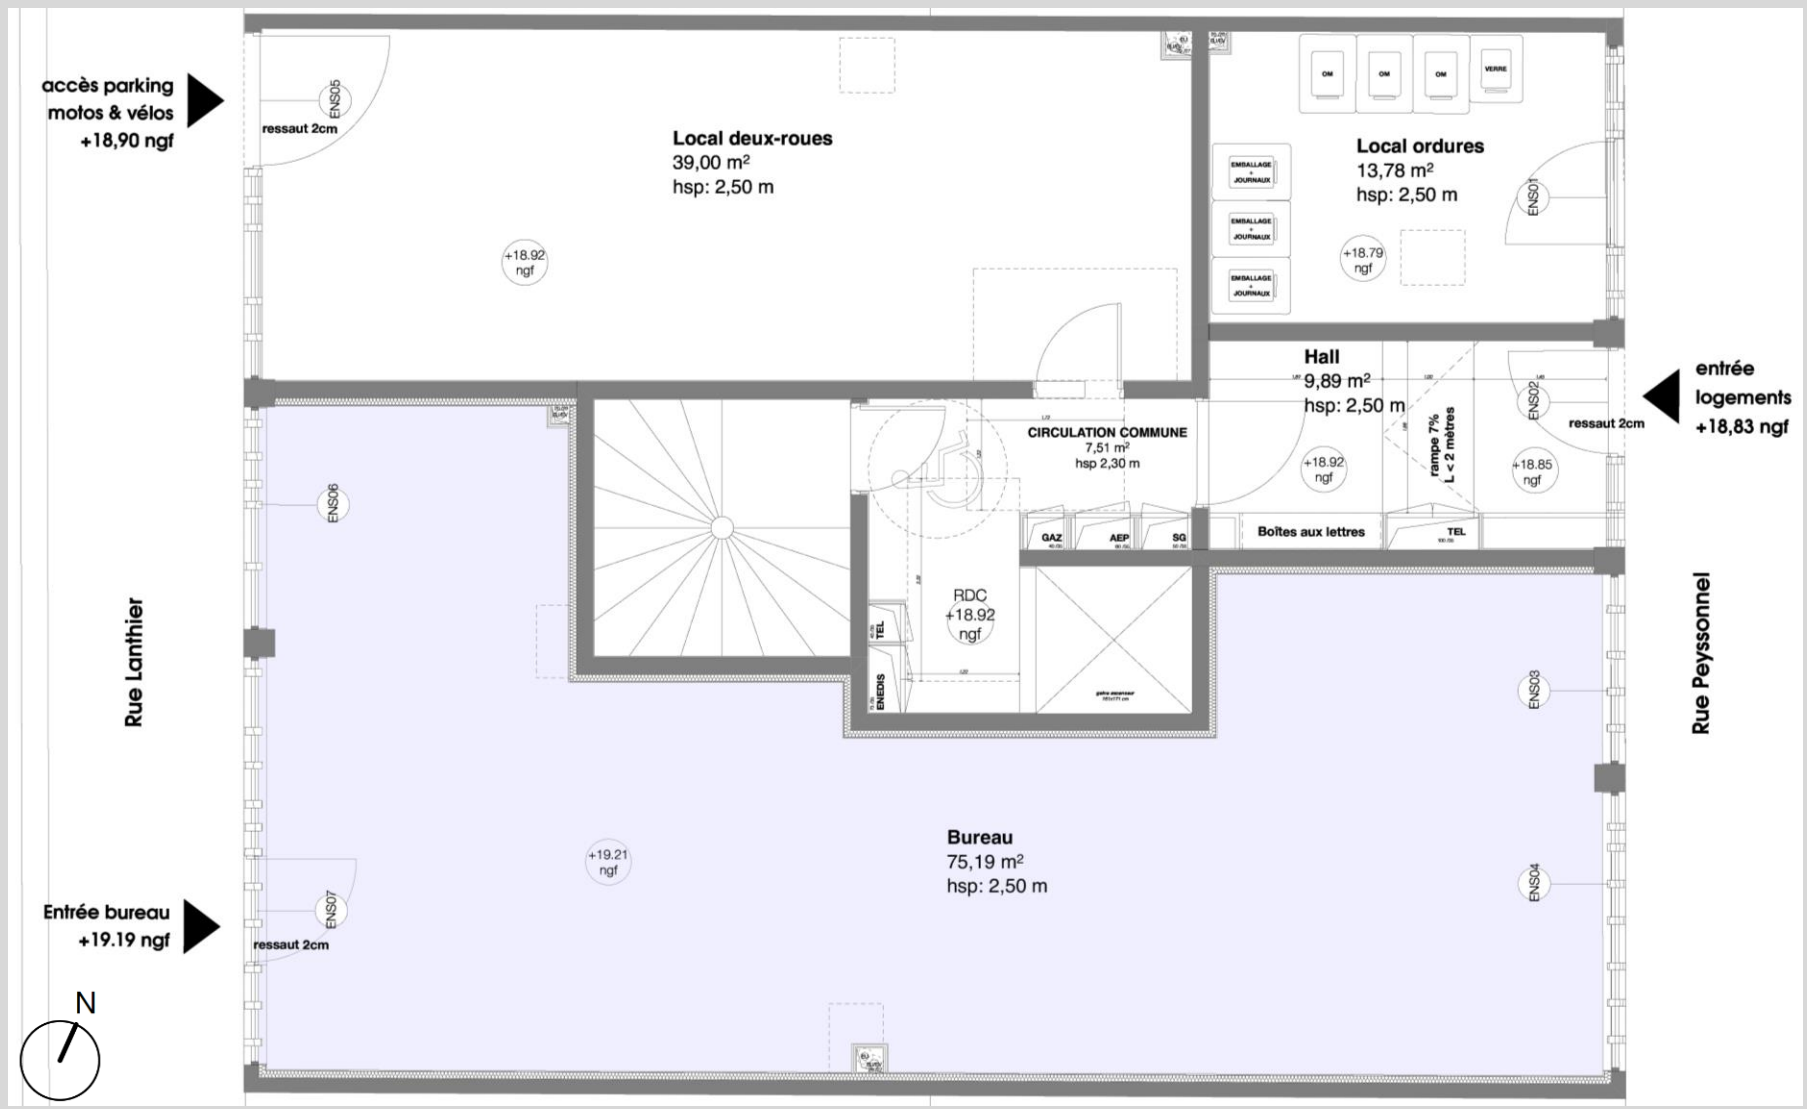 accès parking
motos & vélos
+18,90 ngf
ENS05
ressaut 2cm
Local deux-roues
39,00 m²
hsp: 2,50 m
+18.92
ngf
OM
OM
OM
VERRE
EMBALLAGE
+
JOURNAUX
EMBALLAGE
+
JOURNAUX
EMBALLAGE
+
JOURNAUX
Local ordures
13,78 m²
hsp: 2,50 m
ENS01
+18.79
ngf
Hall
9,89 m²
hsp: 2,50 m
ENS02
ressaut 2cm
entrée
logements
+18,83 ngf
rampe 7%
L < 2 mètres
+18.92
ngf
+18.85
ngf
CIRCULATION COMMUNE
7,51 m²
hsp 2,30 m
GAZ
AEP
SG
Boîtes aux lettres
TEL
RDC
+18.92
ngf
TEL
ENEDIS
gaine ascenseur
ENS06
Rue Lanthier
ENS03
Rue Peyssonnel
ENS04
Bureau
75,19 m²
hsp: 2,50 m
+19.21
ngf
Entrée bureau
+19.19 ngf
ENS07
ressaut 2cm
N